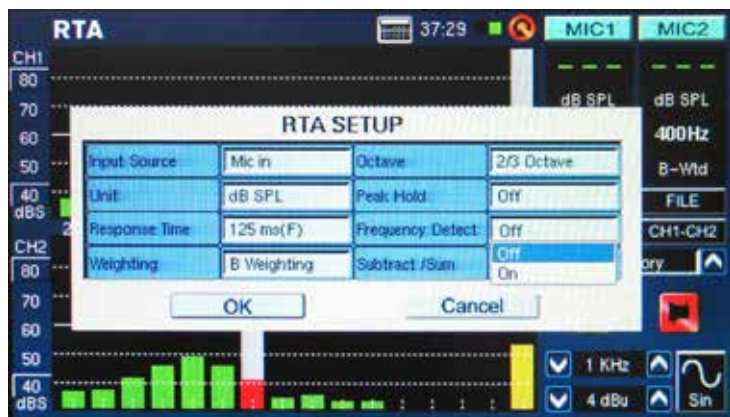 RTA
37:29
MIC1
MIC2
CH1
80
70
60
50
40
dBS
dB SPL
dB SPL
400Hz
B-Wtd
FILE
CH1-CH2
ory
RTA SETUP
Input Source
Mic in
Octave
2/3 Octave
Unit
dB SPL
Peak Hold
Off
Response Time
125 ms(F)
Frequency Detect
Off
Off
On
Weighting
B Weighting
Subtract /Sum
OK
Cancel
2
CH2
80
70
60
50
40
dBS
1 KHz
4 dBu
Sin